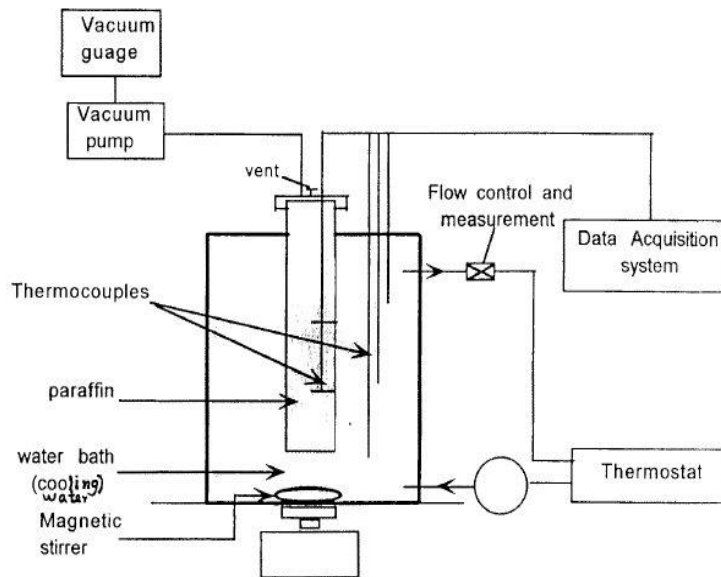 Vacuum
guage
Vacuum
pump
vent
Flow control and
measurement
Data Acquisition
system
Thermocouples
paraffin
water bath
(cooling)
water
Thermostat
Magnetic
stirrer